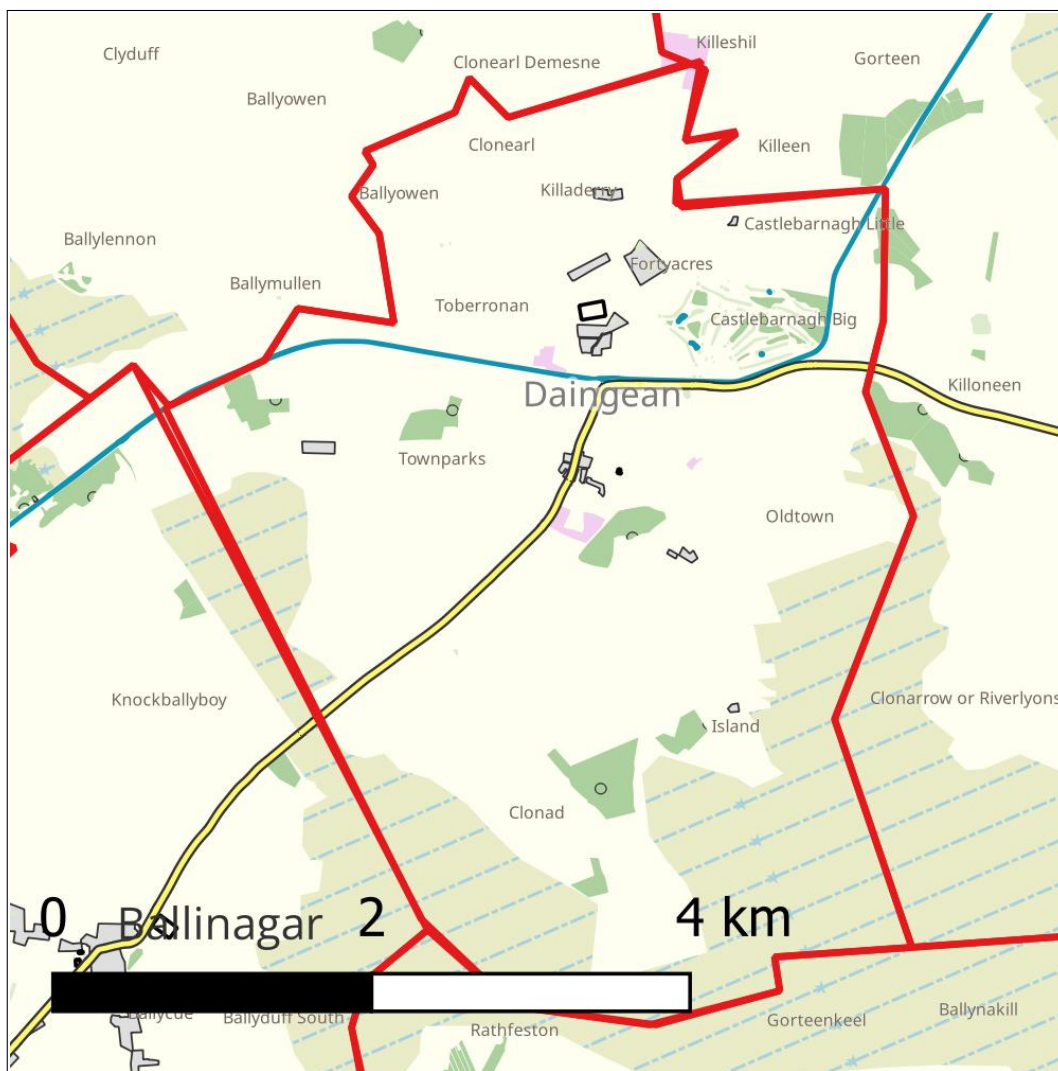 Killeshil
Clyduff
Clonearl Demesne
Gorteen
Ballyowen
Clonearl
Killeen
Ballyowen
Killaderry
Castlebarnagh Little
Ballylennon
Fortyacres
Ballymullen
Toberronan
Castlebarnagh Big
Daingean
Killoneen
Townparks
Oldtown
Knockballyboy
Clonarrow or Riverlyons
Island
Clonad
0 2 4 km
Ballinagar
Ballycue
Ballyduff South
Rathfeston
Gorteenkeel
Ballynakill